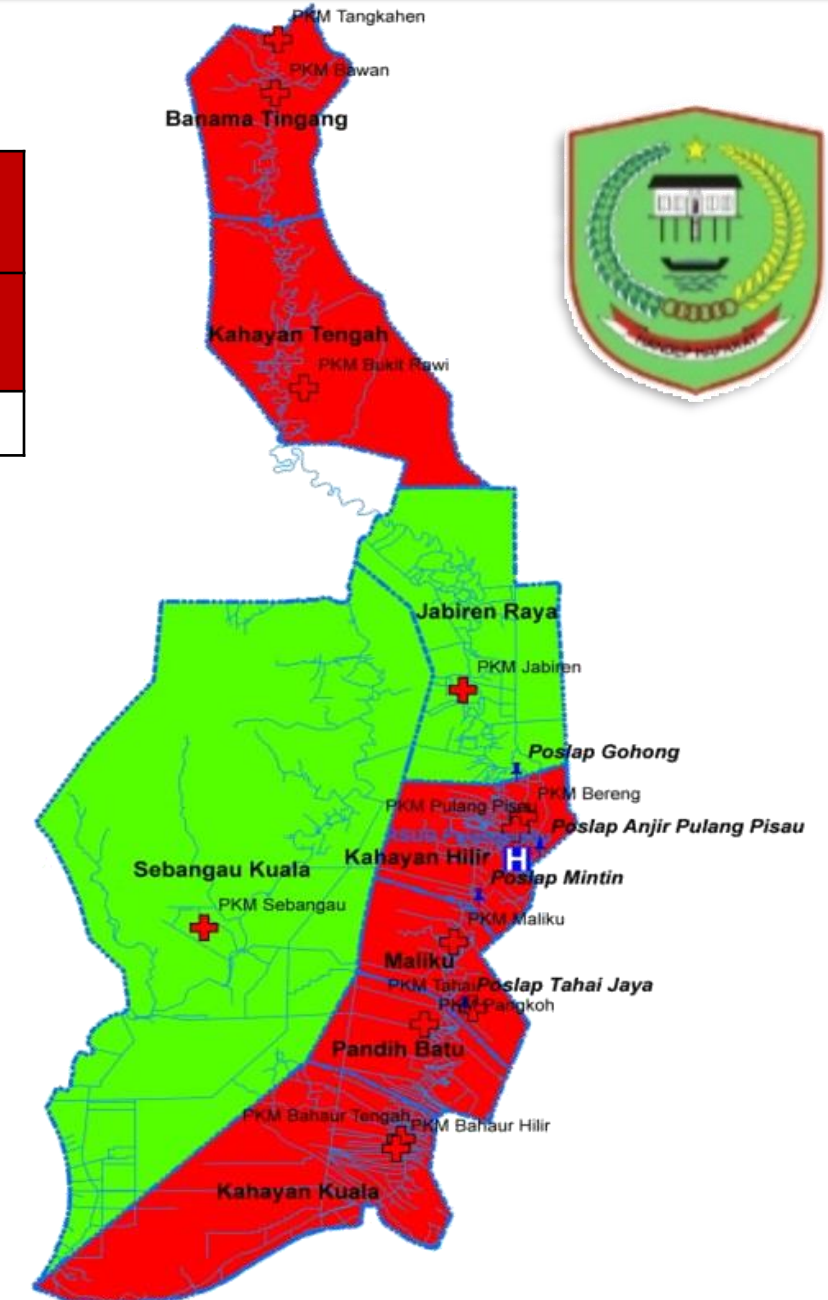 PKM Tangkahen
PKM Bawan
Banama Tingang
Kahayan Tengah
PKM Bukit Rawi
Jabiren Raya
PKM Jabiren
Poslap Gohong
PKM Bereng
PKM Pulang Pisau
Poslap Anjir Pulang Pisau
Kahayan Hilir
H
Poslap Mintin
Sebangau Kuala
PKM Sebangau
PKM Maliku
Maliku
PKM Tahai
Poslap Tahai Jaya
PKM Pangkoh
Pandih Batu
PKM Bahaur Tengah
PKM Bahaur Hilir
Kahayan Kuala